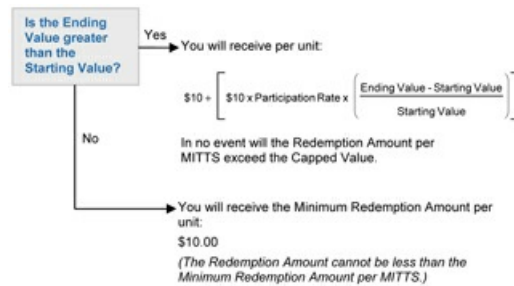 Is the Ending
Value greater
than the
Starting Value?
Yes
You will receive per unit:
$10 + [ $10 x Participation Rate x ( Ending Value - Starting Value
Starting Value ) ]
In no event will the Redemption Amount per
MITTS exceed the Capped Value.
No
You will receive the Minimum Redemption Amount per
unit:
$10.00
(The Redemption Amount cannot be less than the
Minimum Redemption Amount per MITTS.)